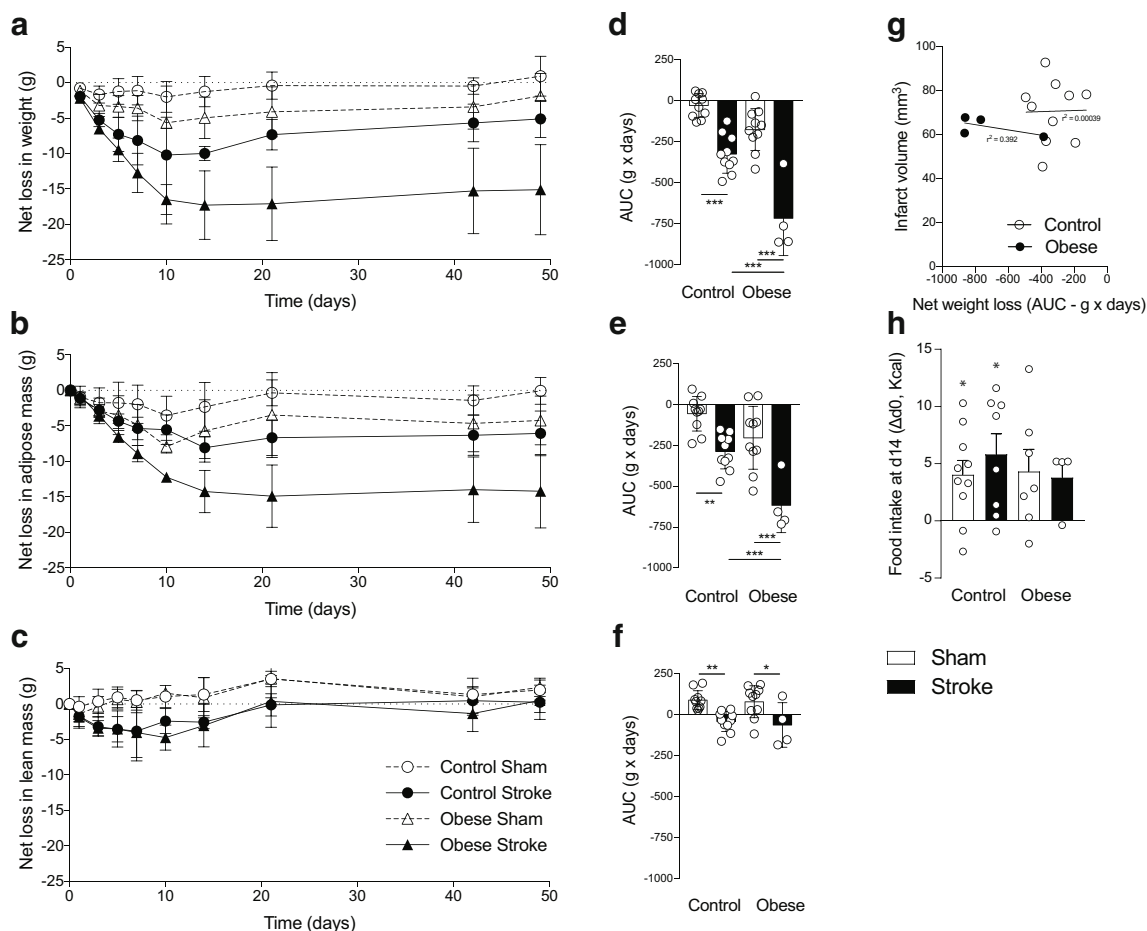 a
5
0
-5
-10
-15
-20
-25
0 10 20 30 40 50
Net loss in weight (g)
Time (days)
b
5
0
-5
-10
-15
-20
-25
0 10 20 30 40 50
Net loss in adipose mass (g)
Time (days)
c
5
0
-5
-10
-15
-20
-25
0 10 20 30 40 50
Net loss in lean mass (g)
Time (days)
Control Sham
Control Stroke
Obese Sham
Obese Stroke
d
250
0
-250
-500
-750
-1000
AUC (g x days)
***
***
***
Control Obese
e
250
0
-250
-500
-750
-1000
AUC (g x days)
**
***
***
Control Obese
f
250
0
-250
-500
-750
-1000
AUC (g x days)
** *
Control Obese
g
100
80
60
40
20
0
-1000 -800 -600 -400 -200 0
Infarct volume (mm³)
r² = 0.00039
r² = 0.392
Control
Obese
Net weight loss (AUC - g x days)
h
15
10
5
0
-5
Food intake at d14 (Δd0, Kcal)
* *
Control Obese
Sham
Stroke